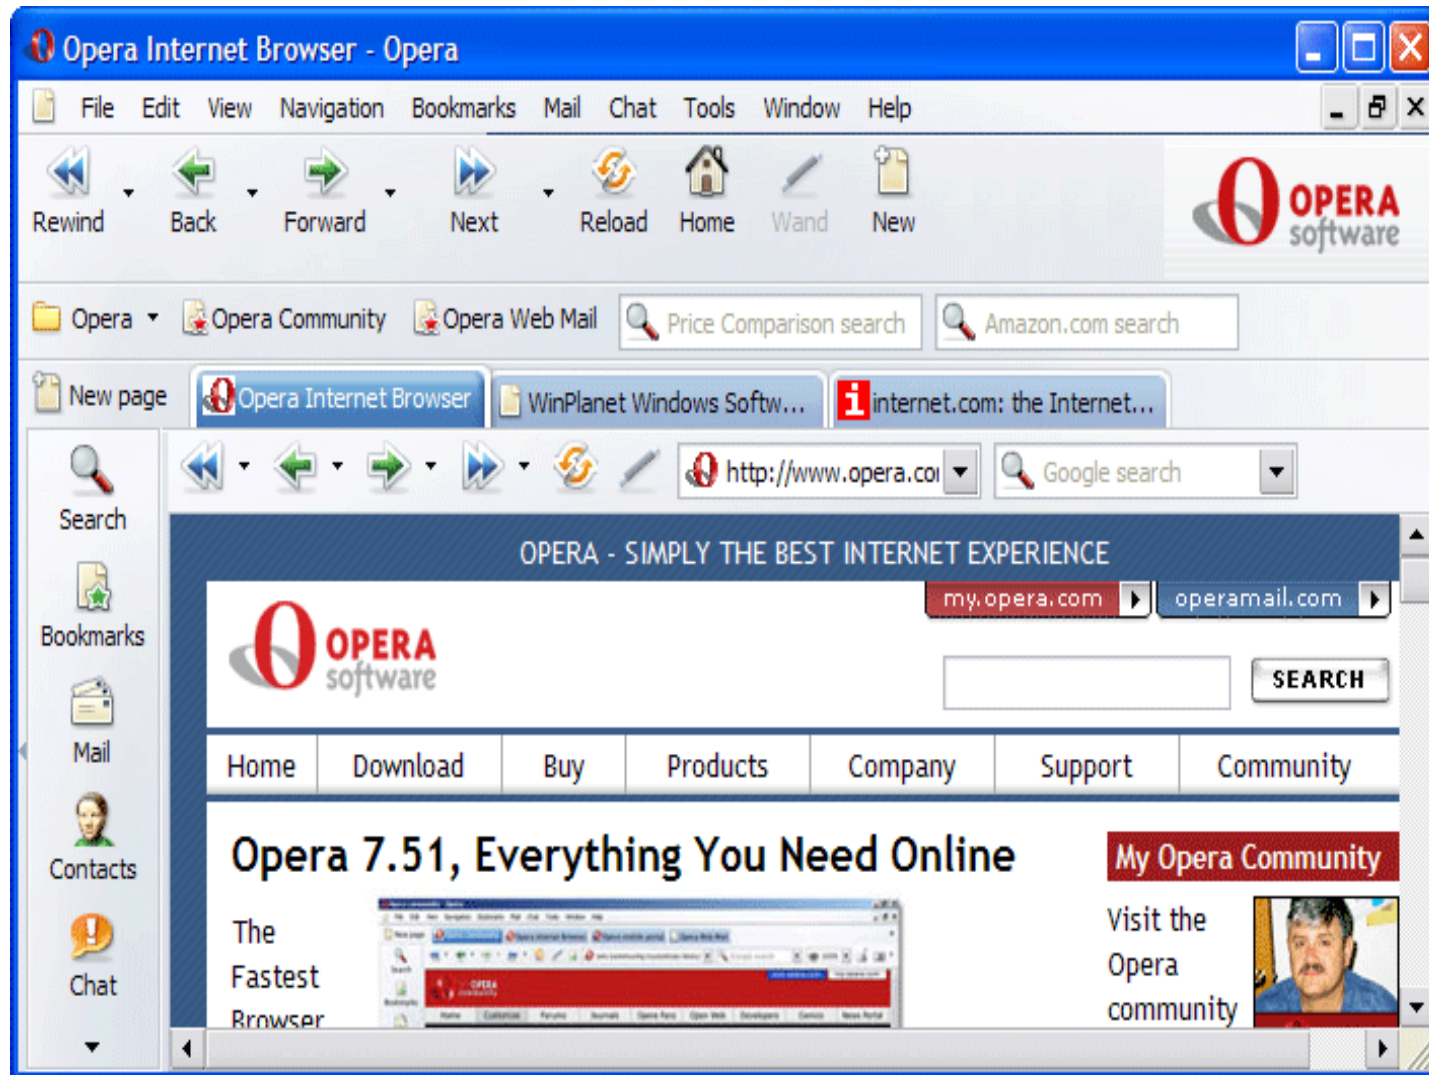 Opera Internet Browser - Opera
File Edit View Navigation Bookmarks Mail Chat Tools Window Help
Rewind Back Forward Next Reload Home Wand New
OPERA
software
Opera Opera Community Opera Web Mail Price Comparison search Amazon.com search
New page Opera Internet Browser WinPlanet Windows Softw... internet.com: the Internet...
http://www.opera.co Google search
Search
Bookmarks
Mail
Contacts
Chat
OPERA - SIMPLY THE BEST INTERNET EXPERIENCE
my.opera.com operamail.com
OPERA
software
SEARCH
Home Download Buy Products Company Support Community
Opera 7.51, Everything You Need Online
The
Fastest
Browser
My Opera Community
Visit the
Opera
community